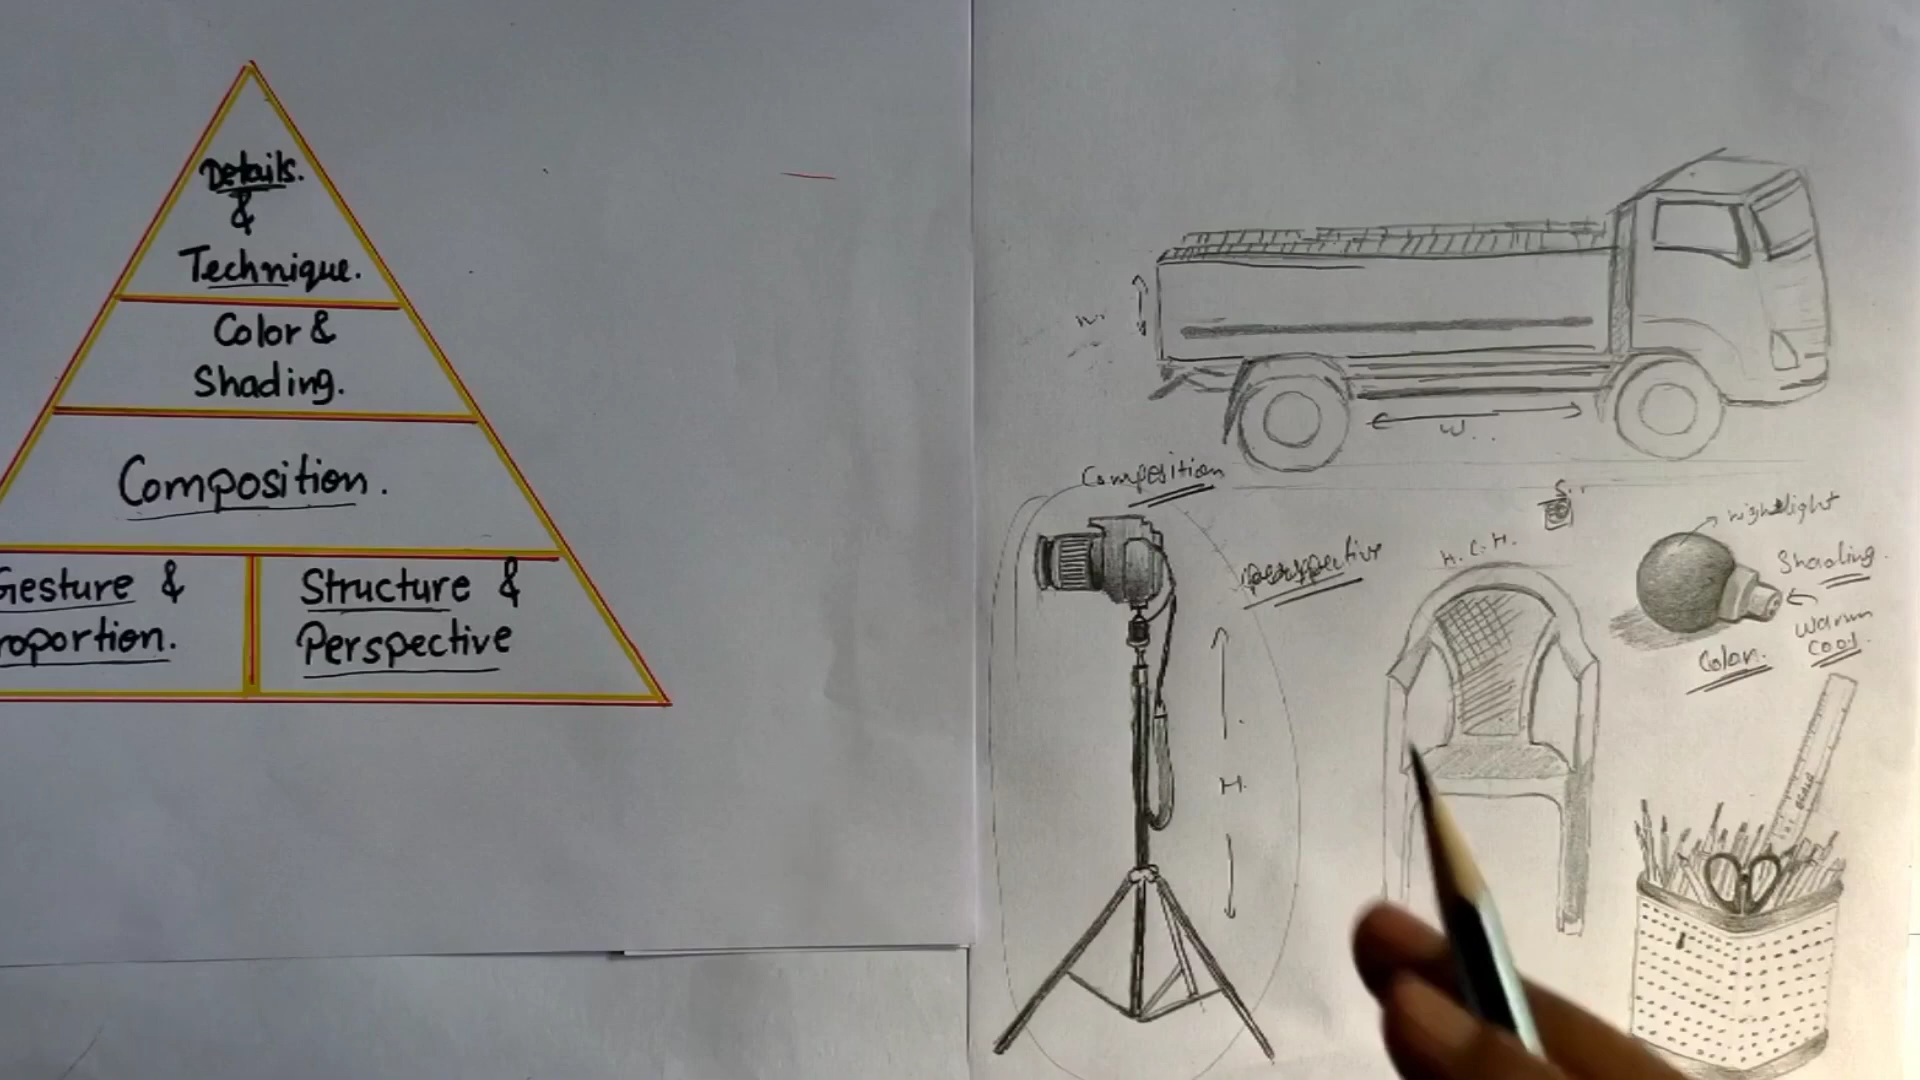 Details.
&
Technique.
Color &
Shading.
Composition.
Gesture &
roportion.
Structure &
Perspective
W..
Composition
S.
highlight
Perspective
H.C.H.
Shading.
Warm
Cool.
Color.
H.